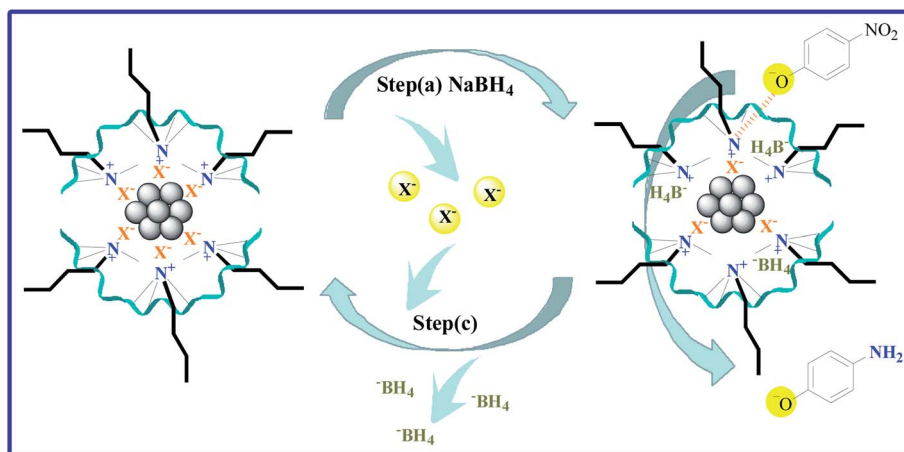 Step(a) NaBH₄
X⁻
X⁻
X⁻
Step(c)
⁻BH₄
⁻BH₄
⁻BH₄
N⁺
N⁺
N⁺
X⁻
X⁻
X⁻
X⁻
X⁻
X⁻
N⁺
N⁺
N⁺
NO₂
⁻O
N⁺
H₄B⁻
N⁺
X⁻
N⁺
H₄B⁻
X⁻
X⁻
N⁺
⁻BH₄
N⁺
N⁺
NH₂
⁻O